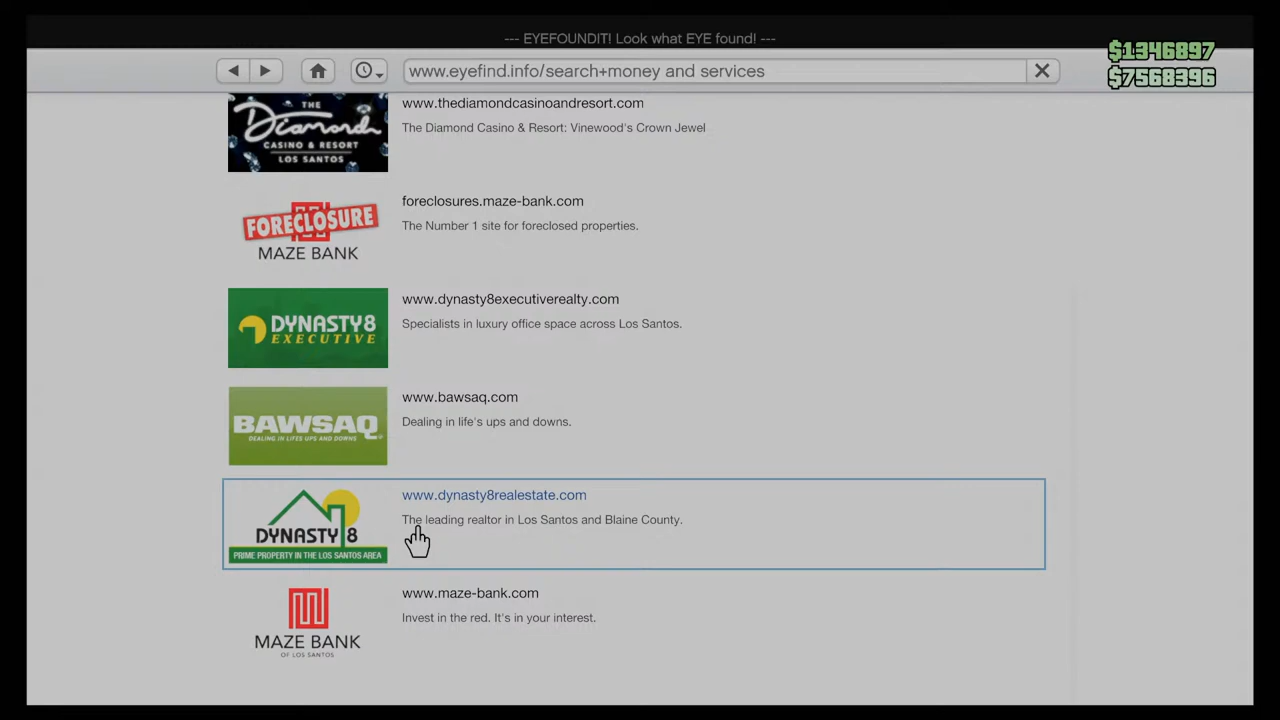 --- EYEFOUNDIT! Look what EYE found! ---
$1346897
$7568396
www.eyefind.info/search+money and services
THE
Diamond
CASINO & RESORT
LOS SANTOS
www.thediamondcasinoandresort.com
The Diamond Casino & Resort: Vinewood's Crown Jewel
FORECLOSURE
MAZE BANK
foreclosures.maze-bank.com
The Number 1 site for foreclosed properties.
DYNASTY8
EXECUTIVE
www.dynasty8executiverealty.com
Specialists in luxury office space across Los Santos.
BAWSAQ
DEALING IN LIFES UPS AND DOWNS
www.bawsaq.com
Dealing in life's ups and downs.
DYNASTY 8
PRIME PROPERTY IN THE LOS SANTOS AREA
www.dynasty8realestate.com
The leading realtor in Los Santos and Blaine County.
MAZE BANK
OF LOS SANTOS
www.maze-bank.com
Invest in the red. It's in your interest.